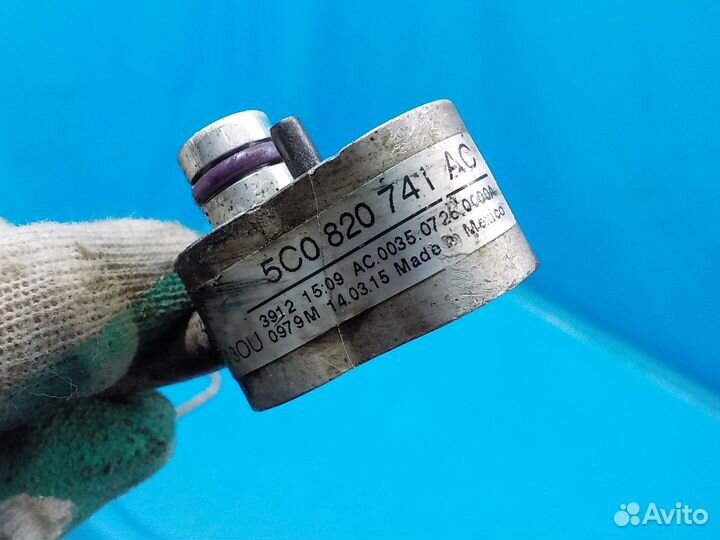 5C0 820 741 AC
3912 15:09 AC.0035.0726.0000A
0979M 14.03.15 Made in Mexico
Avito